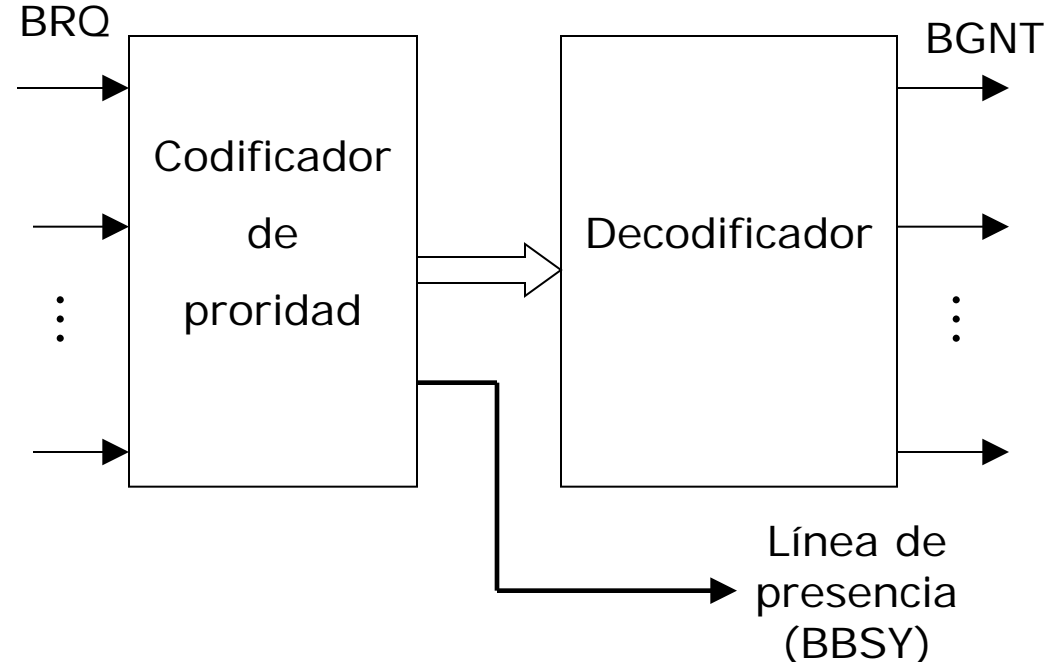 BRQ
BGNT
Codificador
de
proridad
Decodificador
Línea de
presencia
(BBSY)